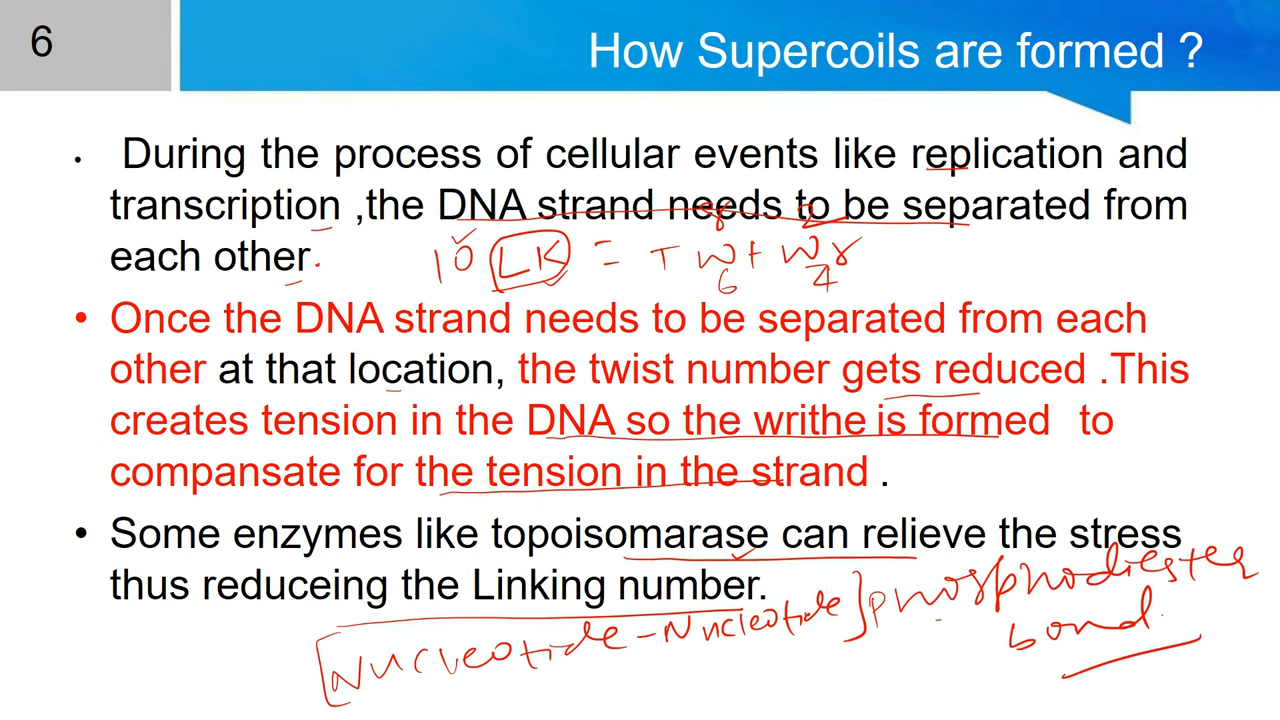 6
How Supercoils are formed ?
• During the process of cellular events like replication and
transcription ,the DNA strand needs to be separated from
each other.
8 2
10 LK = Tw + Wr
6 4
• Once the DNA strand needs to be separated from each
other at that location, the twist number gets reduced .This
creates tension in the DNA so the writhe is formed to
compansate for the tension in the strand .
• Some enzymes like topoisomarase can relieve the stress
thus reduceing the Linking number.
[Nucleotide - Nucleotide] phosphodiester
bond.